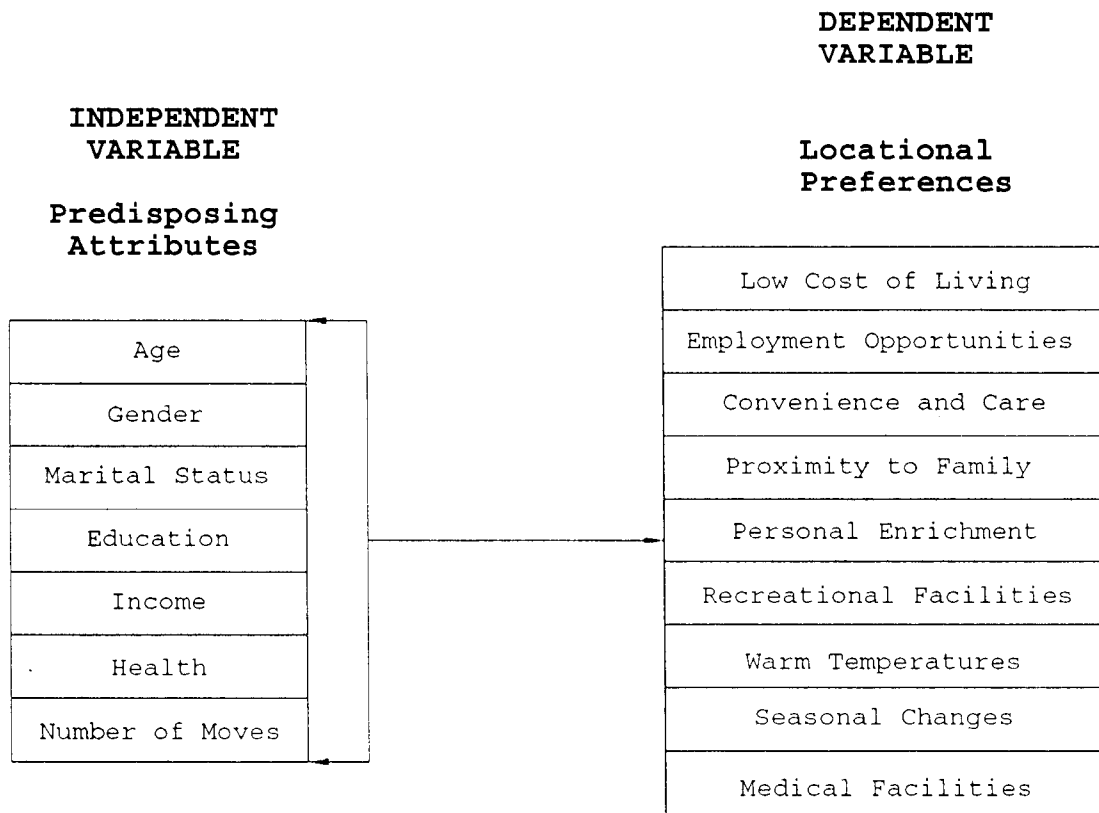 INDEPENDENT
VARIABLE
Predisposing
Attributes
Age
Gender
Marital Status
Education
Income
Health
Number of Moves
DEPENDENT
VARIABLE
Locational
Preferences
Low Cost of Living
Employment Opportunities
Convenience and Care
Proximity to Family
Personal Enrichment
Recreational Facilities
Warm Temperatures
Seasonal Changes
Medical Facilities